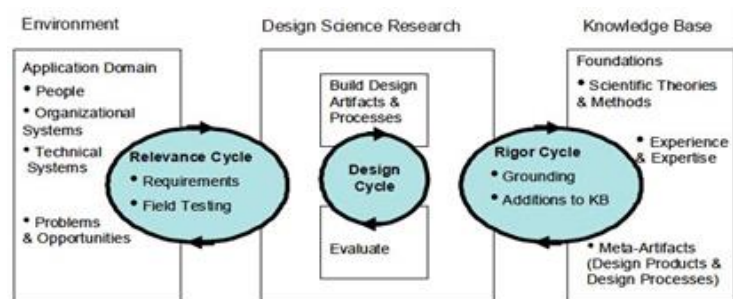 Environment
Design Science Research
Knowledge Base
Application Domain
• People
• Organizational
Systems
• Technical
Systems
• Problems
& Opportunities
Relevance Cycle
• Requirements
• Field Testing
Build Design
Artifacts &
Processes
Design
Cycle
Evaluate
Rigor Cycle
• Grounding
• Additions to KB
Foundations
• Scientific Theories
& Methods
• Experience
& Expertise
• Meta-Artifacts
(Design Products &
Design Processes)